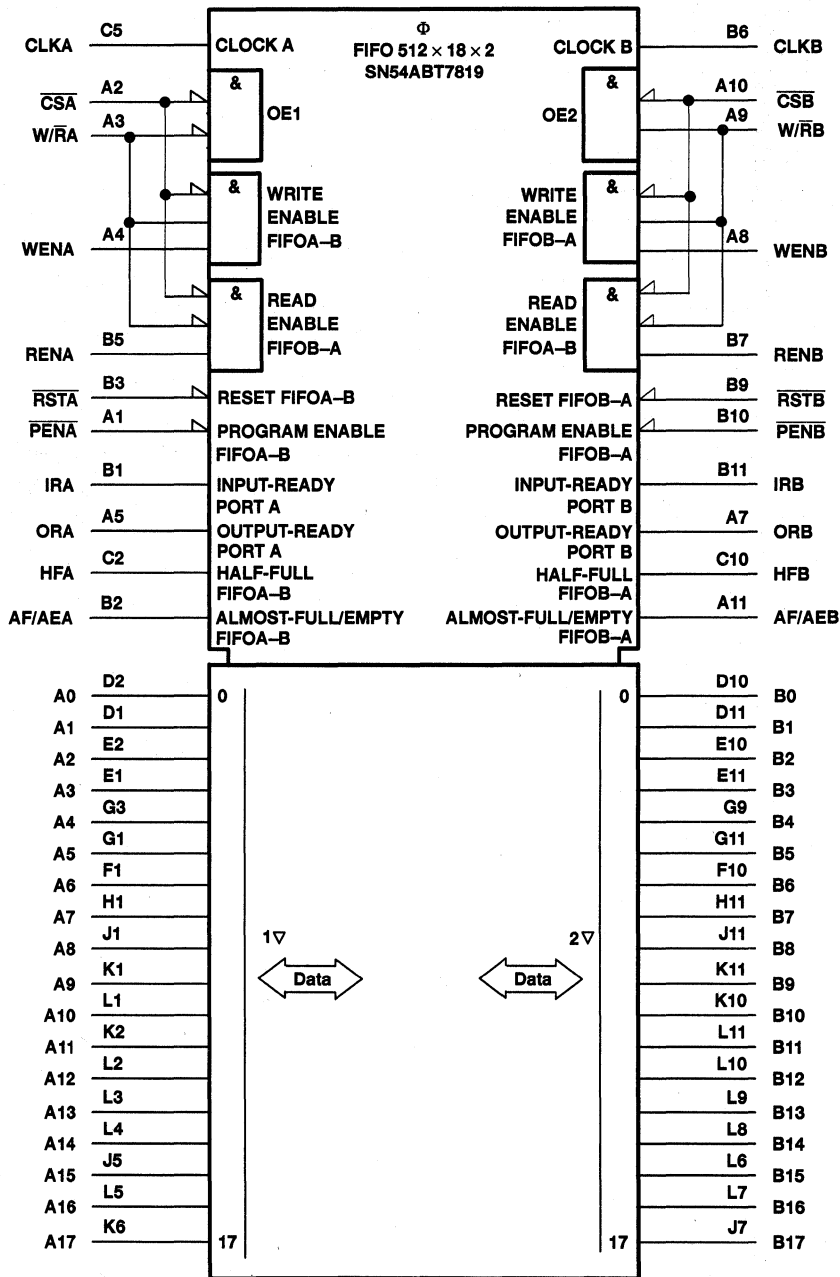 Φ
FIFO 512 × 18 × 2
SN54ABT7819
CLKA C5 CLOCK A
CLOCK B B6 CLKB
C̅S̅A̅ A2
W/R̅A A3
& OE1
OE2 &
A10 C̅S̅B̅
A9 W/R̅B
& WRITE
ENABLE
FIFOA–B
WENA A4
WRITE &
ENABLE
FIFOB–A
A8 WENB
& READ
ENABLE
FIFOB–A
RENA B5
READ &
ENABLE
FIFOA–B
B7 RENB
R̅S̅T̅A̅ B3 RESET FIFOA–B
RESET FIFOB–A B9 R̅S̅T̅B̅
P̅E̅N̅A̅ A1 PROGRAM ENABLE
FIFOA–B
PROGRAM ENABLE B10 P̅E̅N̅B̅
FIFOB–A
IRA B1 INPUT-READY
PORT A
INPUT-READY B11 IRB
PORT B
ORA A5 OUTPUT-READY
PORT A
OUTPUT-READY A7 ORB
PORT B
HFA C2 HALF-FULL
FIFOA–B
HALF-FULL C10 HFB
FIFOB–A
AF/AEA B2 ALMOST-FULL/EMPTY
FIFOA–B
ALMOST-FULL/EMPTY A11 AF/AEB
FIFOB–A
A0 D2 0 0 D10 B0
A1 D1 D11 B1
A2 E2 E10 B2
A3 E1 E11 B3
A4 G3 G9 B4
A5 G1 G11 B5
A6 F1 F10 B6
A7 H1 H11 B7
A8 J1 1▽ 2▽ J11 B8
A9 K1 Data Data K11 B9
A10 L1 K10 B10
A11 K2 L11 B11
A12 L2 L10 B12
A13 L3 L9 B13
A14 L4 L8 B14
A15 J5 L6 B15
A16 L5 L7 B16
A17 K6 17 17 J7 B17